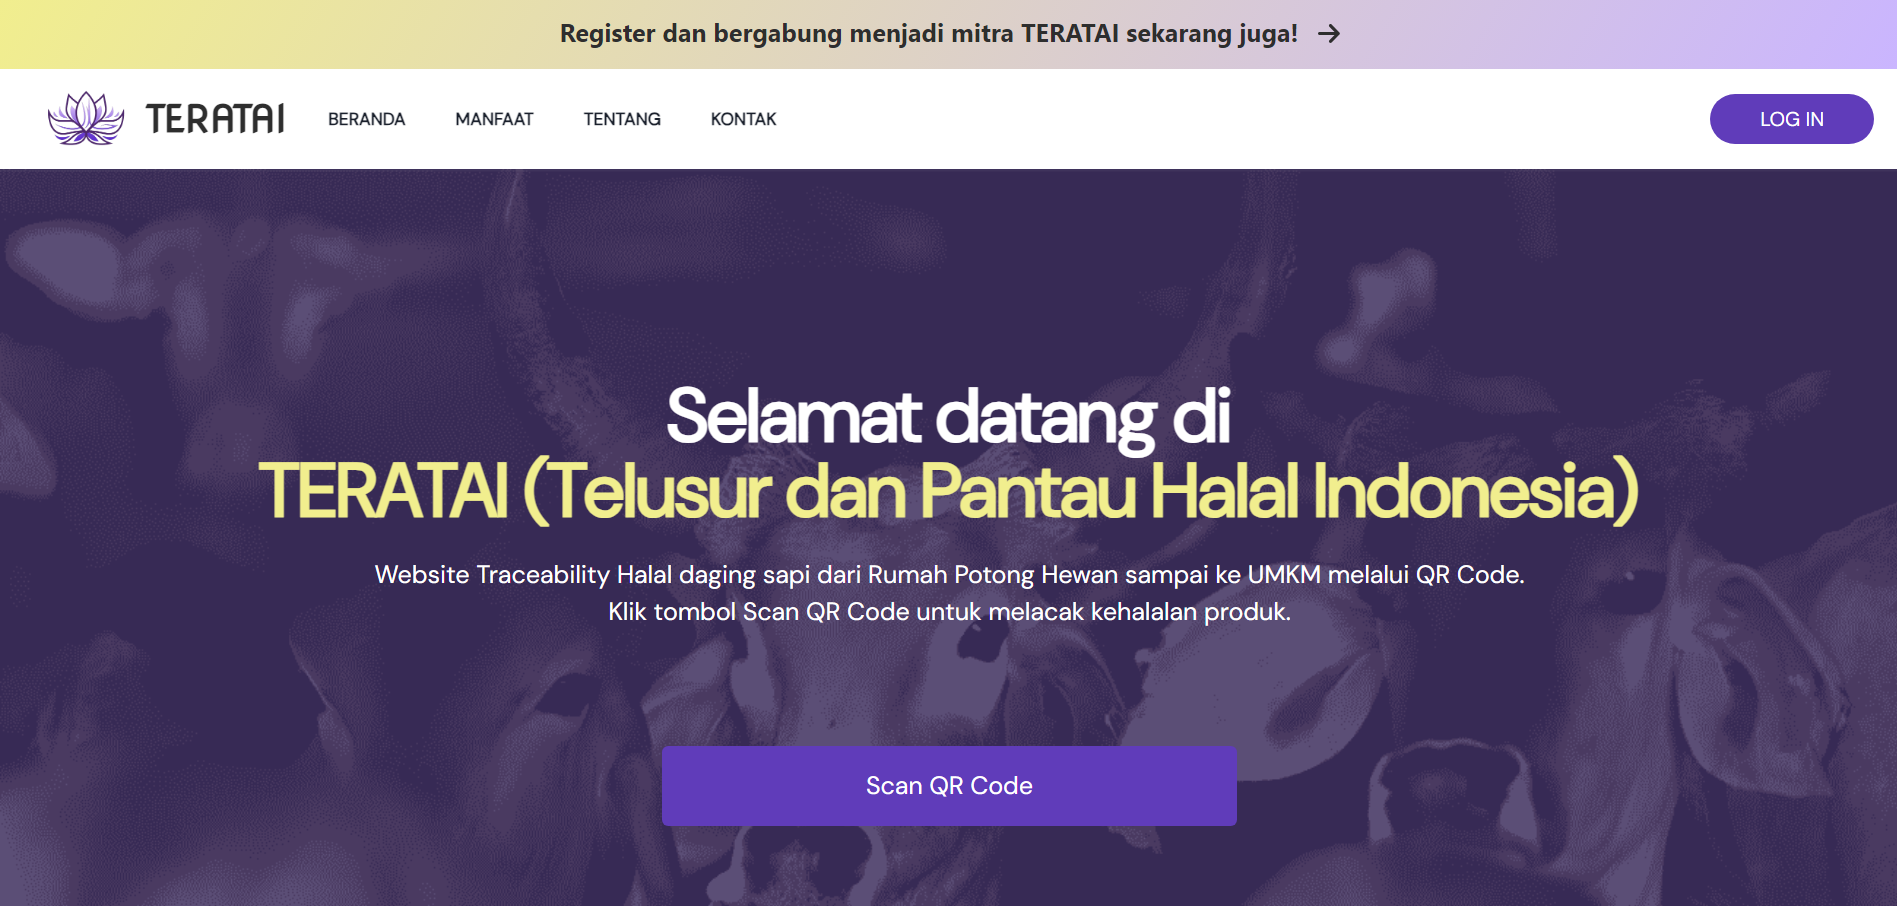 Register dan bergabung menjadi mitra TERATAI sekarang juga! →
TERATAI
BERANDA
MANFAAT
TENTANG
KONTAK
LOG IN
Selamat datang di
TERATAI (Telusur dan Pantau Halal Indonesia)
Website Traceability Halal daging sapi dari Rumah Potong Hewan sampai ke UMKM melalui QR Code.
Klik tombol Scan QR Code untuk melacak kehalalan produk.
Scan QR Code